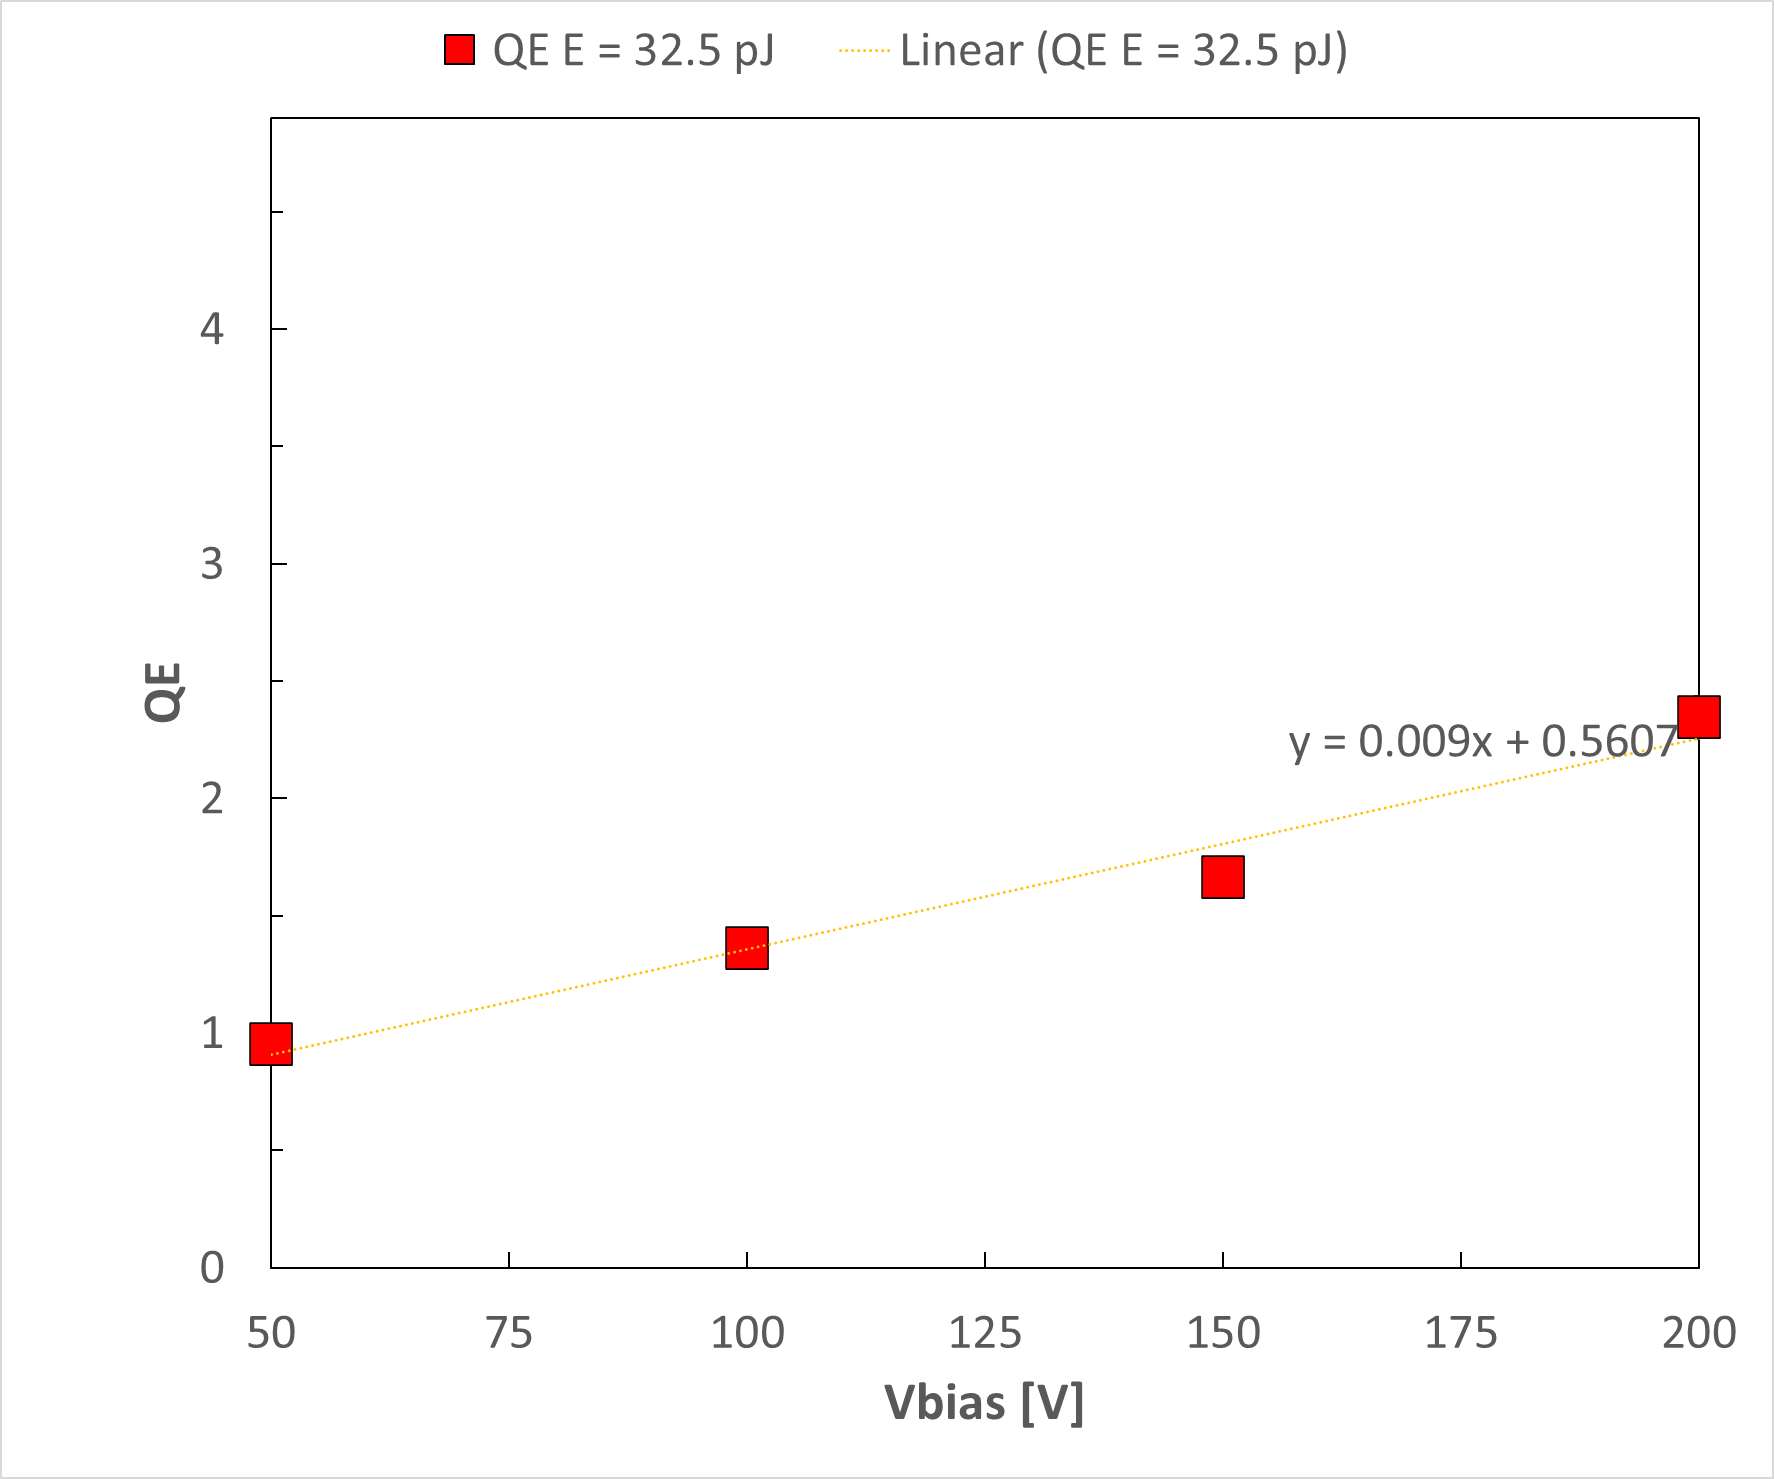 QE E = 32.5 pJ
Linear (QE E = 32.5 pJ)
4
3
2
1
0
QE
y = 0.009x + 0.5607
50 75 100 125 150 175 200
Vbias [V]